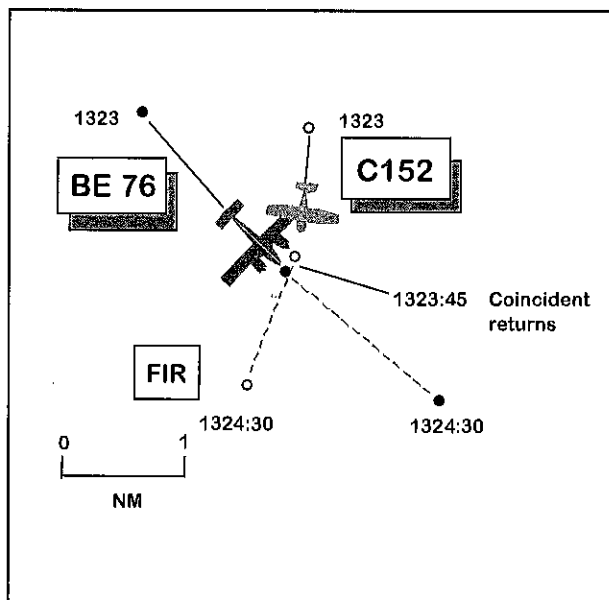 1323
1323
BE 76
C152
1323:45 Coincident
returns
FIR
1324:30
1324:30
0 1
NM